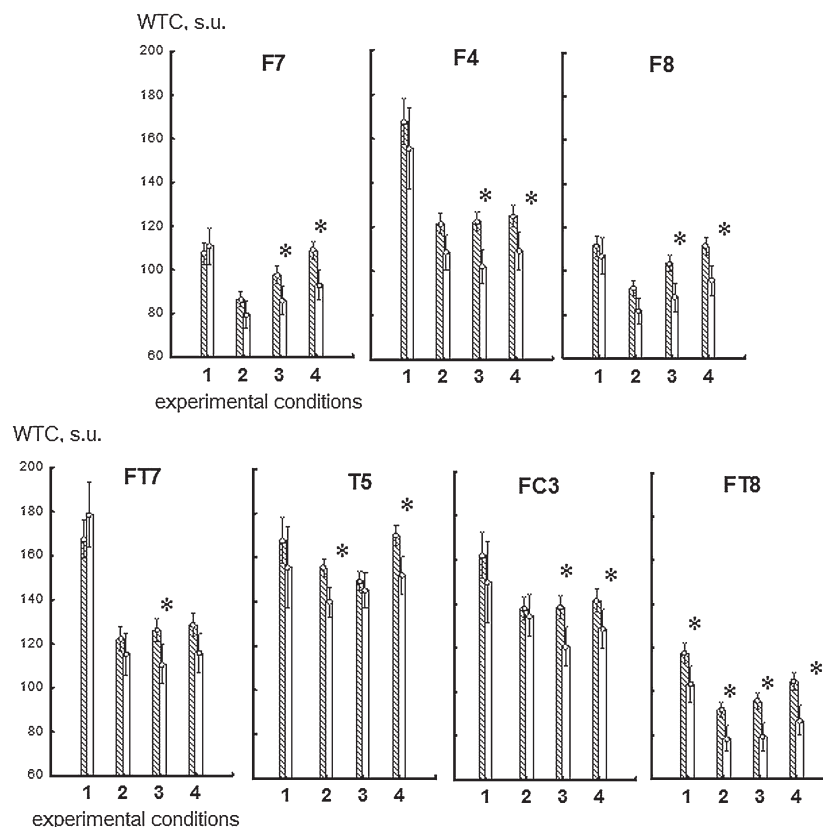 WTC, s.u.
F7 F4 F8
200
180
160
140
120
100
80
60
* * * * * *
1 2 3 4 1 2 3 4 1 2 3 4
experimental conditions
WTC, s.u.
FT7 T5 FC3 FT8
200
180
160
140
120
100
80
60
* * * * * * * * *
1 2 3 4 1 2 3 4 1 2 3 4 1 2 3 4
experimental conditions